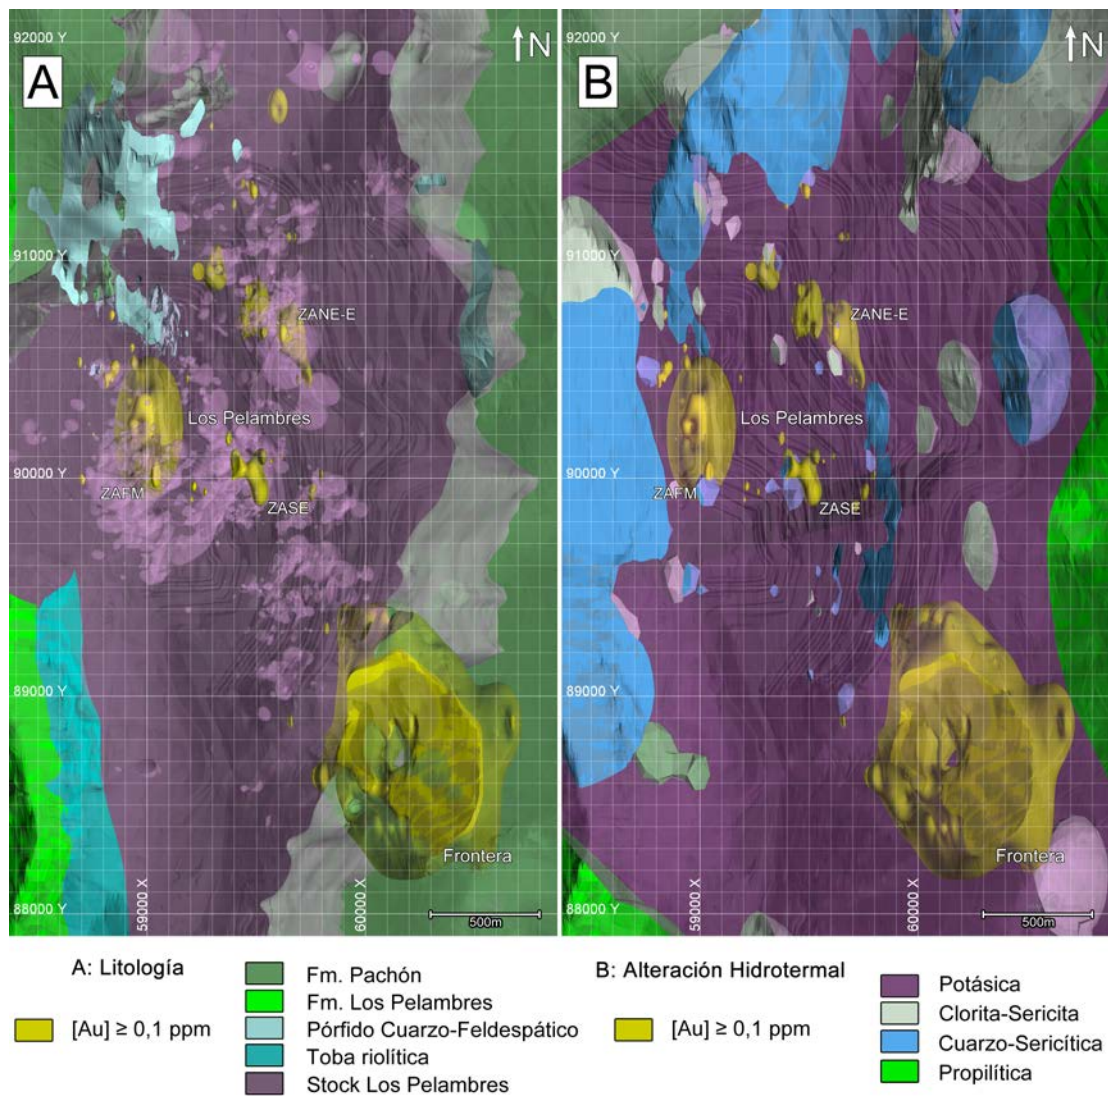 A
92000 Y
N
91000 Y
ZANE-E
Los Pelambres
90000 Y
ZAFM
ZASE
89000 Y
Frontera
88000 Y
59000 X
60000 X
500m
B
92000 Y
N
91000 Y
ZANE-E
Los Pelambres
90000 Y
ZAFM
ZASE
89000 Y
Frontera
88000 Y
59000 X
60000 X
500m
A: Litología
[Au] ≥ 0,1 ppm
Fm. Pachón
Fm. Los Pelambres
Pórfido Cuarzo-Feldespático
Toba riolítica
Stock Los Pelambres
B: Alteración Hidrotermal
[Au] ≥ 0,1 ppm
Potásica
Clorita-Sericita
Cuarzo-Sericítica
Propilítica